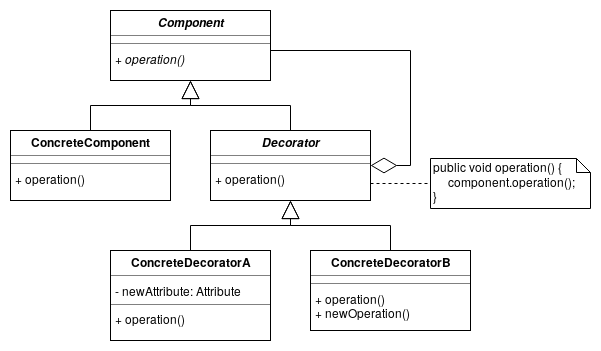 Component
+ operation()
ConcreteComponent
+ operation()
Decorator
+ operation()
public void operation() {
component.operation();
}
ConcreteDecoratorA
- newAttribute: Attribute
+ operation()
ConcreteDecoratorB
+ operation()
+ newOperation()